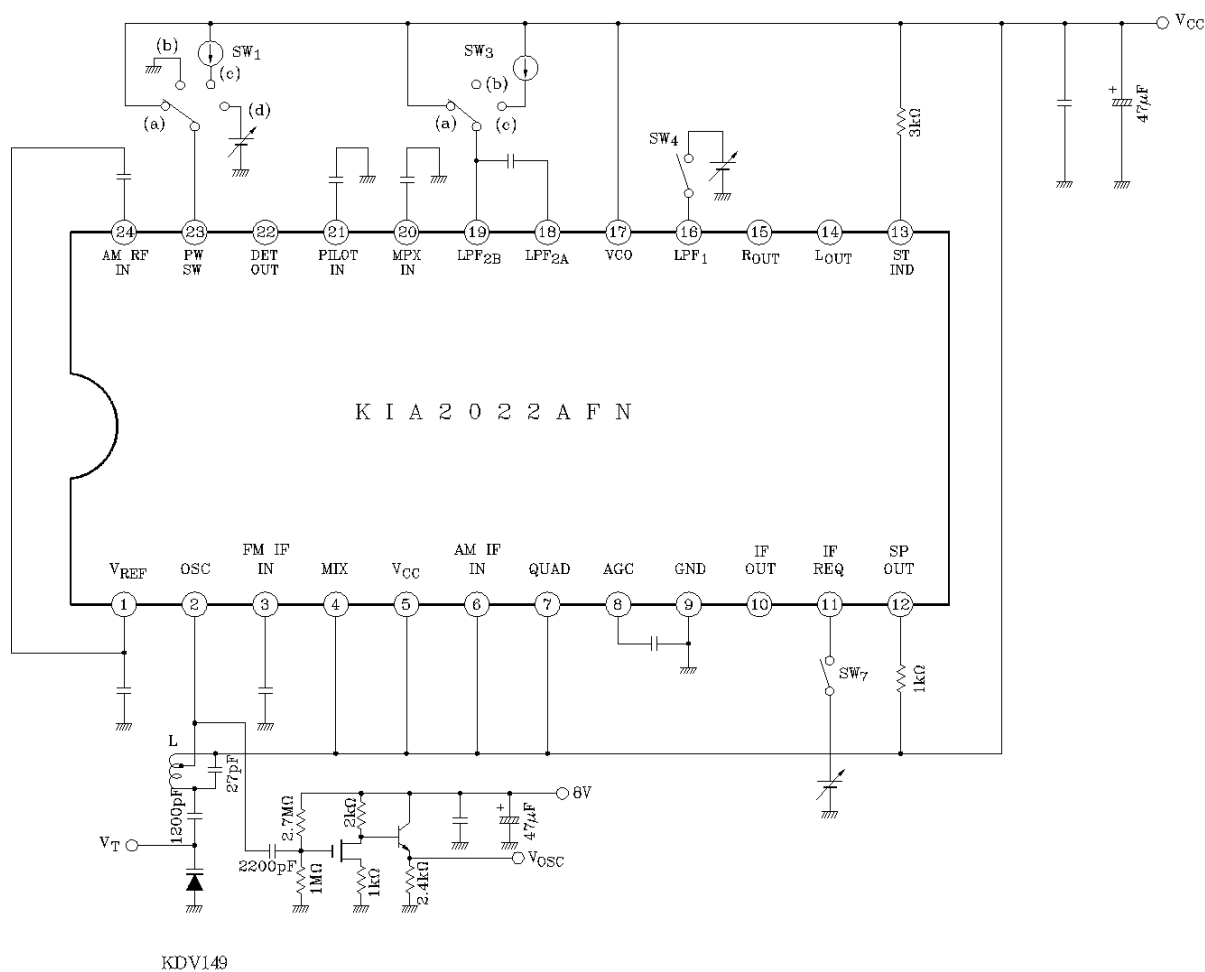 VCC
(b)
SW1
(c)
(a)
(d)
SW3
(b)
(a)
(c)
SW4
3kΩ
+
47μF
24
23
22
21
20
19
18
17
16
15
14
13
AM RF
IN
PW
SW
DET
OUT
PILOT
IN
MPX
IN
LPF2B
LPF2A
VCO
LPF1
ROUT
LOUT
ST
IND
KIA2022AFN
VREF
OSC
FM IF
IN
MIX
VCC
AM IF
IN
QUAD
AGC
GND
IF
OUT
IF
REQ
SP
OUT
1
2
3
4
5
6
7
8
9
10
11
12
SW7
1kΩ
L
27pF
1200pF
VT
2200pF
2.7MΩ
1MΩ
2kΩ
1kΩ
2.4kΩ
+
47μF
8V
VOSC
KDV149